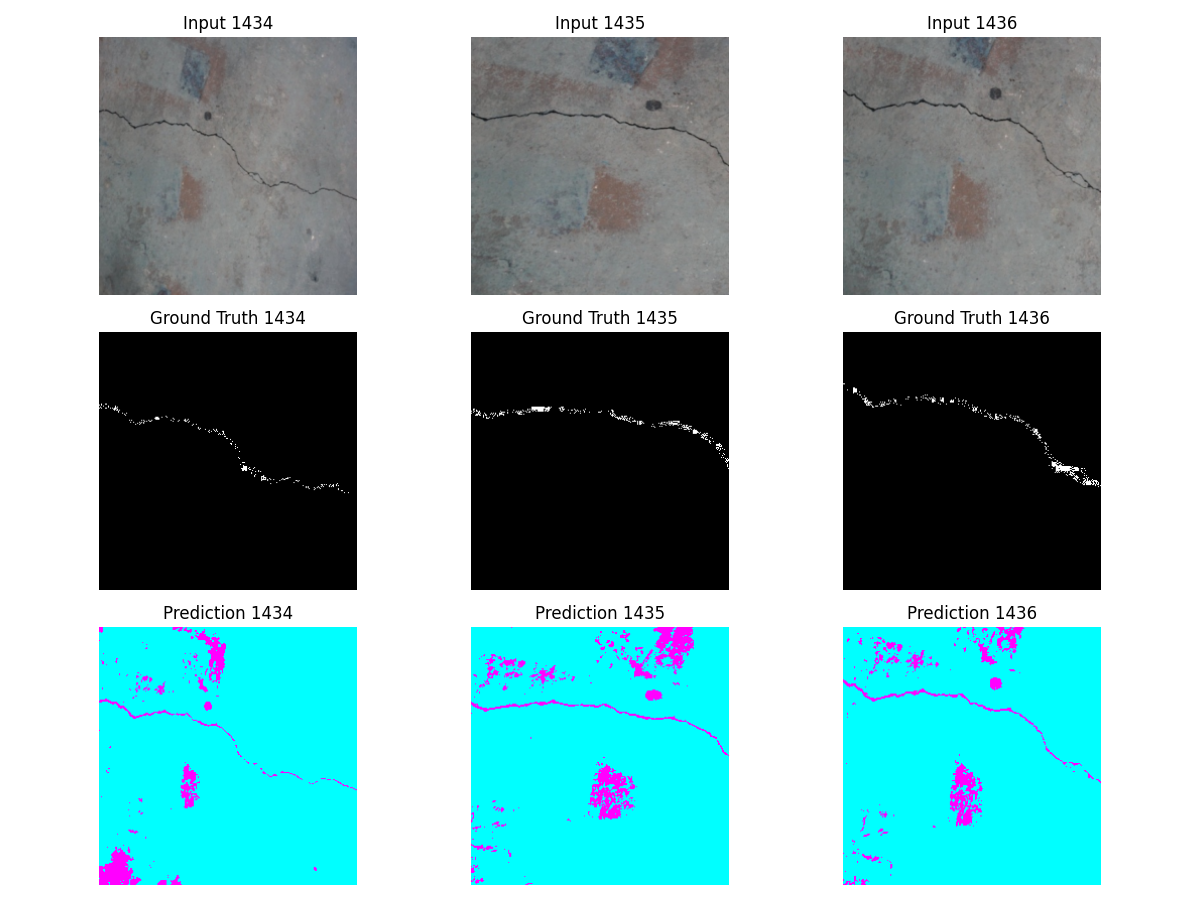 Input 1434
Input 1435
Input 1436
Ground Truth 1434
Ground Truth 1435
Ground Truth 1436
Prediction 1434
Prediction 1435
Prediction 1436